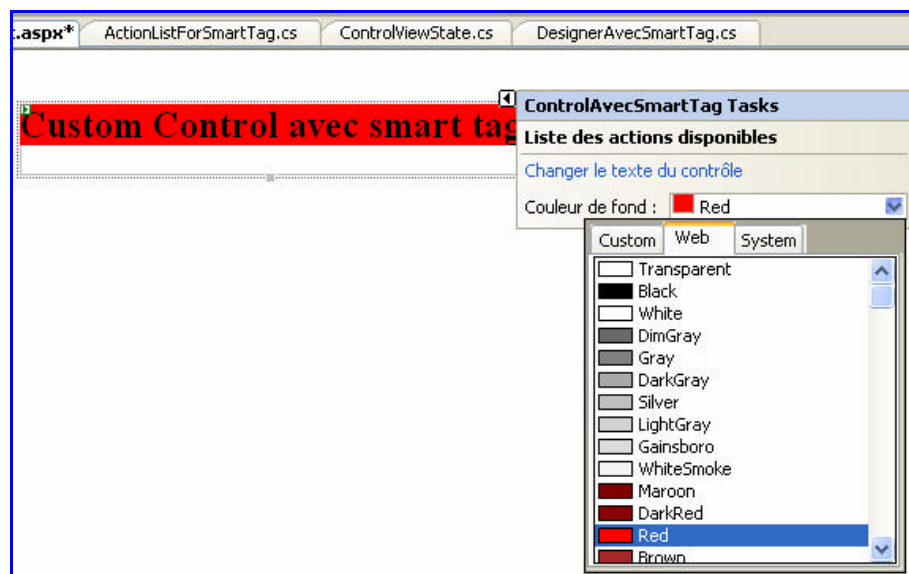 .aspx* ActionListForSmartTag.cs ControlViewState.cs DesignerAvecSmartTag.cs
Custom Control avec smart tag
ControlAvecSmartTag Tasks
Liste des actions disponibles
Changer le texte du contrôle
Couleur de fond : Red
Custom Web System
Transparent
Black
White
DimGray
Gray
DarkGray
Silver
LightGray
Gainsboro
WhiteSmoke
Maroon
DarkRed
Red
Brown